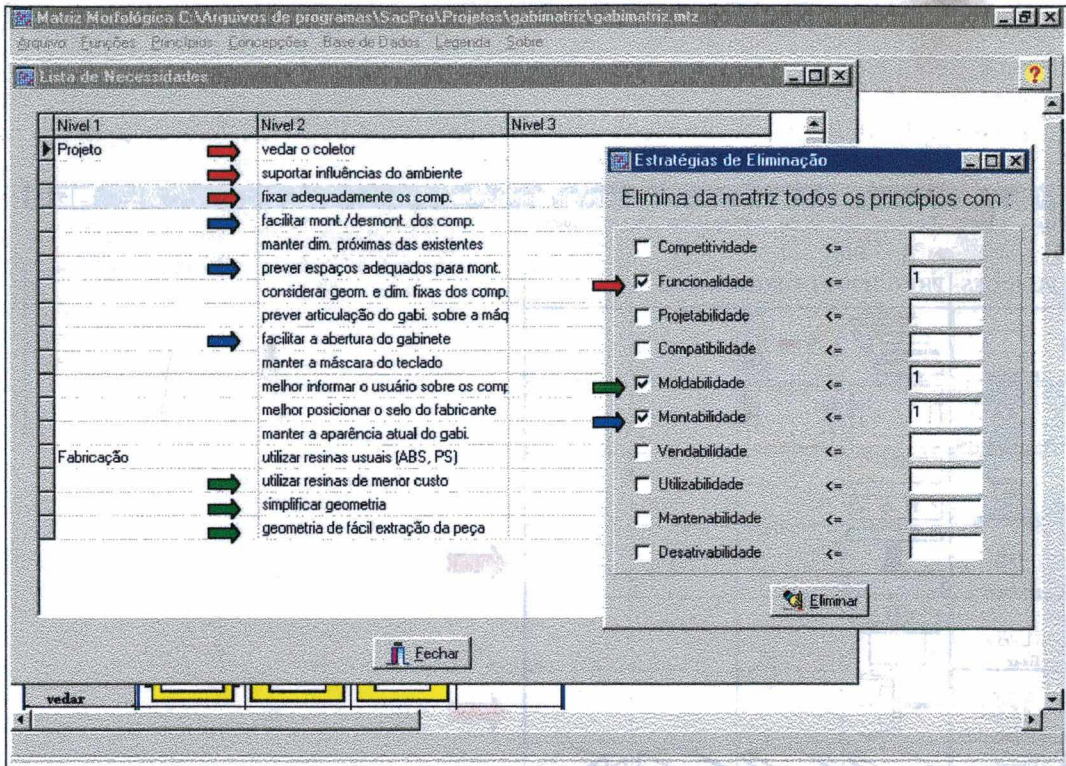 Matriz Morfológica C:\Arquivos de programas\SacPro\Projetos\gabimatriz\gabimatriz.mtz
Arquivo Funções Princípios Concepções Base de Dados Legenda Sobre
Lista de Necessidades
Nivel 1 Nivel 2 Nivel 3
Projeto vedar o coletor
suportar influências do ambiente
fixar adequadamente os comp.
facilitar mont./desmont. dos comp.
manter dim. próximas das existentes
prever espaços adequados para mont.
considerar geom. e dim. fixas dos comp.
prever articulação do gabi. sobre a máq
facilitar a abertura do gabinete
manter a máscara do teclado
melhor informar o usuário sobre os comp
melhor posicionar o selo do fabricante
manter a aparência atual do gabi.
Fabricação utilizar resinas usuais (ABS, PS)
utilizar resinas de menor custo
simplificar geometria
geometria de fácil extração da peça
Fechar
Estratégias de Eliminação
Elimina da matriz todos os princípios com :
Competitividade <=
Funcionalidade <= 1
Projetabilidade <=
Compatibilidade <=
Moldabilidade <= 1
Montabilidade <= 1
Vendabilidade <=
Utilizabilidade <=
Mantenabilidade <=
Desativabilidade <=
Eliminar
vedar